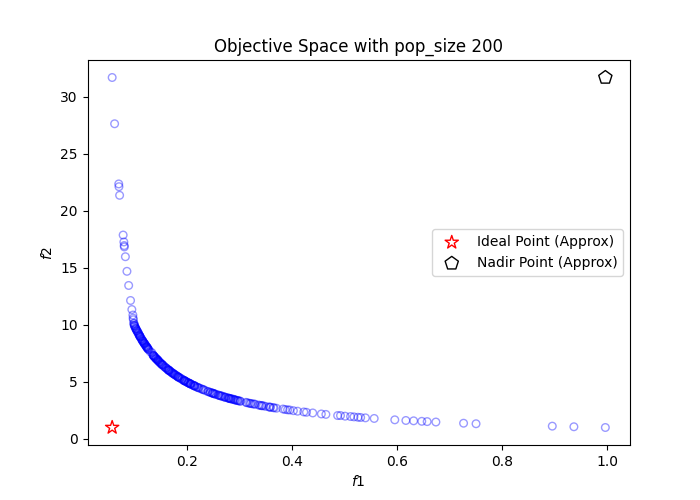 Objective Space with pop_size 200
f2
30
25
20
15
10
5
0
Ideal Point (Approx)
Nadir Point (Approx)
0.2
0.4
0.6
0.8
1.0
f1